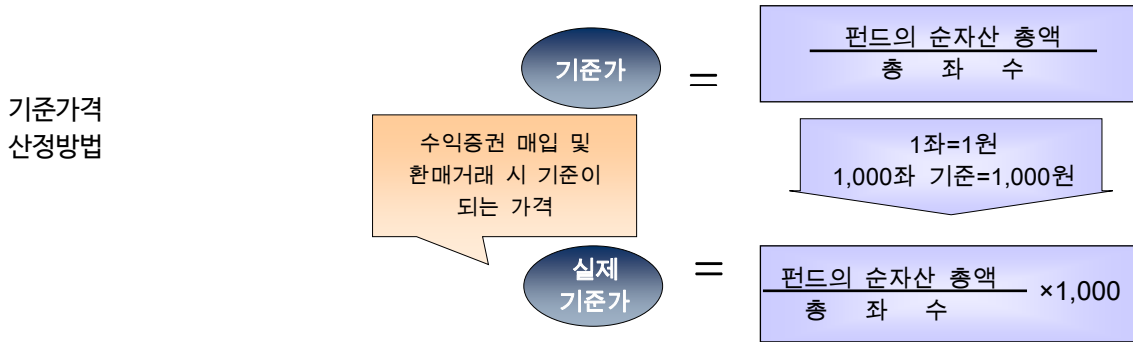 기준가격
산정방법
기준가
=
펀드의 순자산 총액
총 좌 수
수익증권 매입 및
환매거래 시 기준이
되는 가격
1좌=1원
1,000좌 기준=1,000원
실제
기준가
=
펀드의 순자산 총액
총 좌 수
×1,000